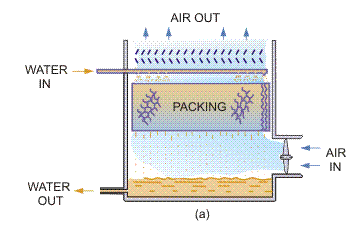 AIR OUT
WATER
IN
PACKING
AIR
IN
WATER
OUT
(a)